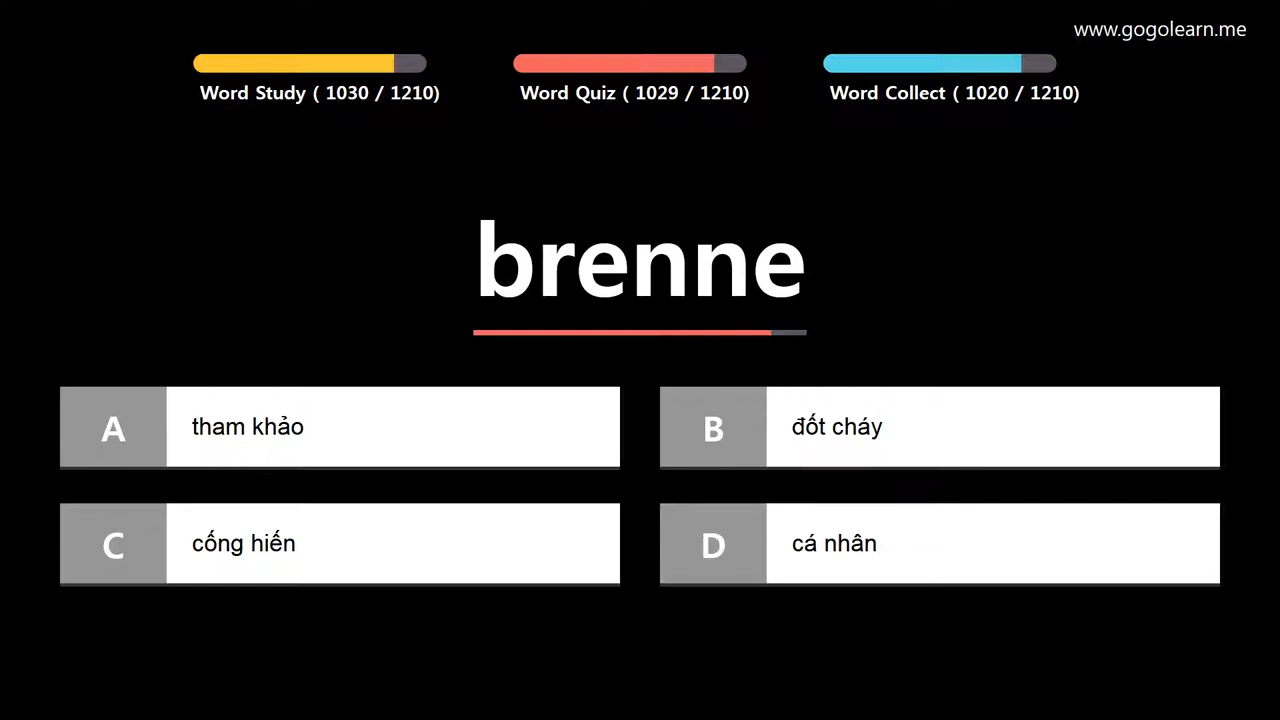 www.gogolearn.me
Word Study ( 1030 / 1210)
Word Quiz ( 1029 / 1210)
Word Collect ( 1020 / 1210)
brenne
A tham khảo
B đốt cháy
C cống hiến
D cá nhân